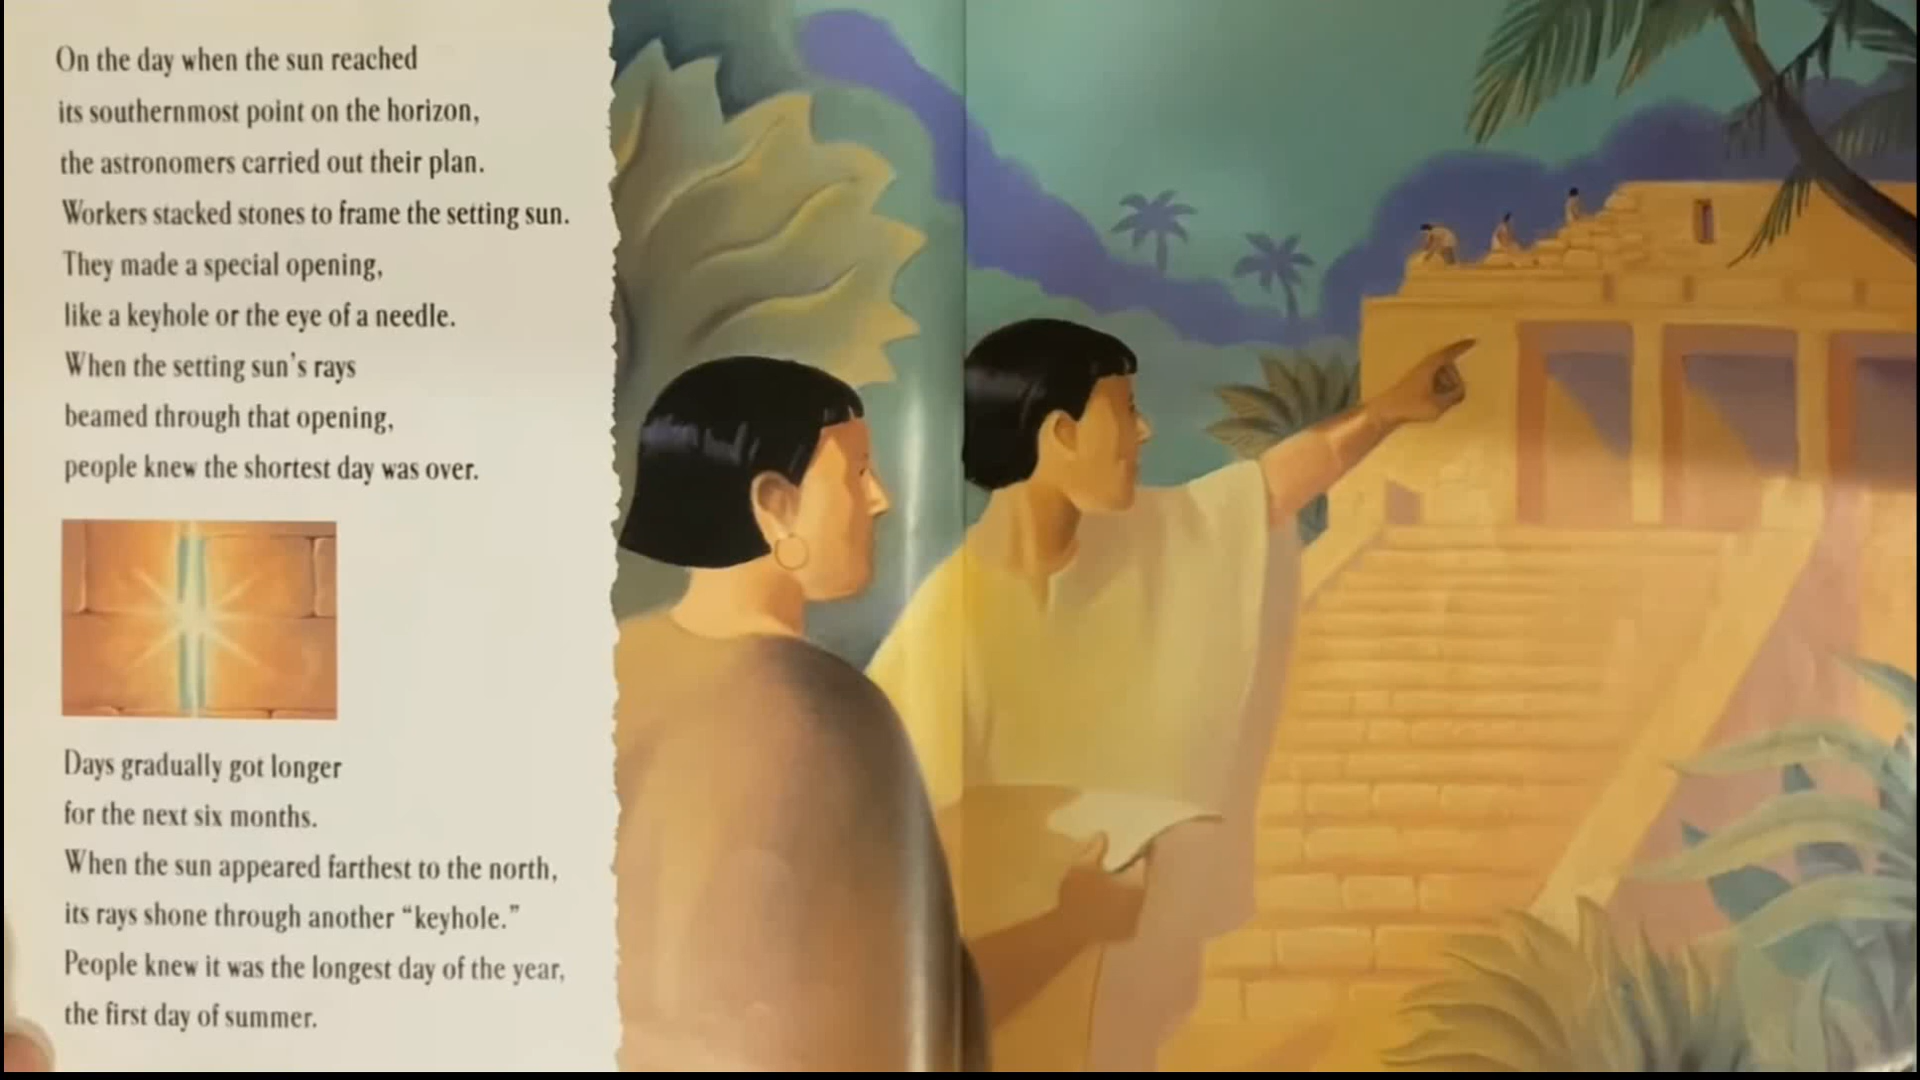 On the day when the sun reached
its southernmost point on the horizon,
the astronomers carried out their plan.
Workers stacked stones to frame the setting sun.
They made a special opening,
like a keyhole or the eye of a needle.
When the setting sun's rays
beamed through that opening,
people knew the shortest day was over.
Days gradually got longer
for the next six months.
When the sun appeared farthest to the north,
its rays shone through another “keyhole.”
People knew it was the longest day of the year,
the first day of summer.